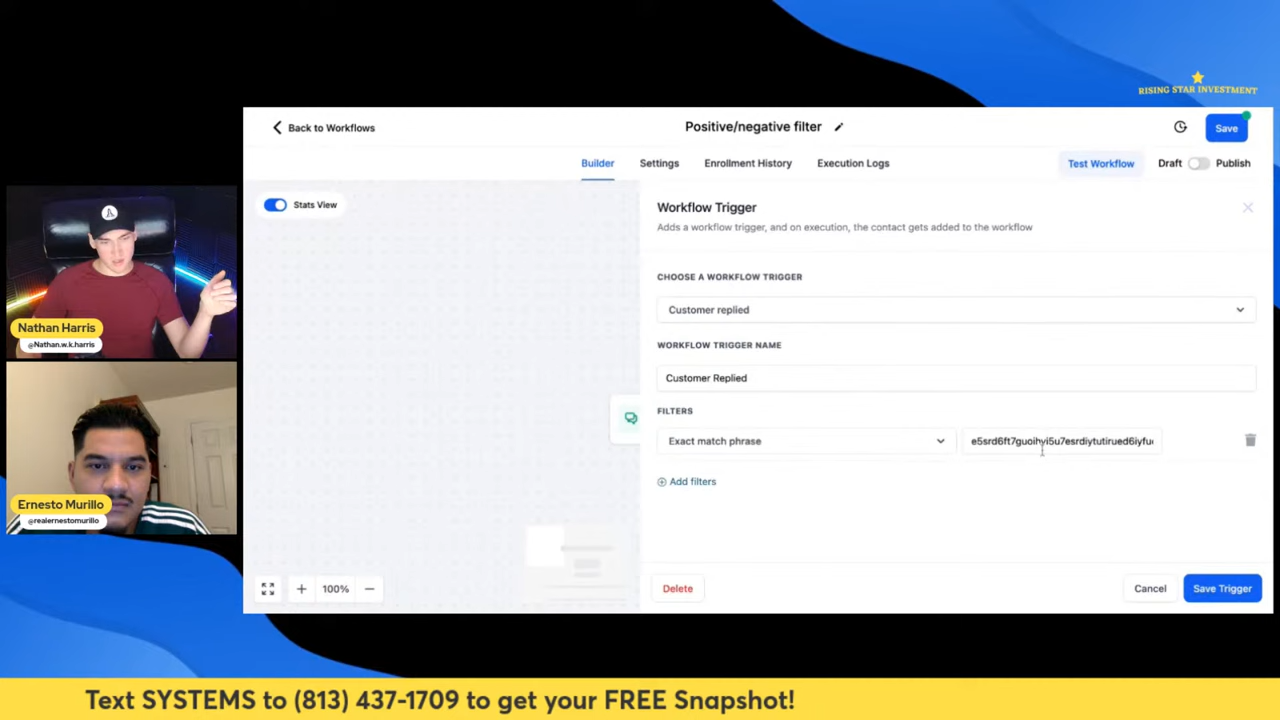 RISING STAR INVESTMENT
Back to Workflows
Positive/negative filter
Save
Builder
Settings
Enrollment History
Execution Logs
Test Workflow
Draft
Publish
Stats View
Workflow Trigger
Adds a workflow trigger, and on execution, the contact gets added to the workflow
CHOOSE A WORKFLOW TRIGGER
Customer replied
WORKFLOW TRIGGER NAME
Customer Replied
FILTERS
Exact match phrase
Add filters
100%
Delete
Cancel
Save Trigger
Nathan Harris
@Nathan.w.k.harris
Ernesto Murillo
@realernestomurillo
Text SYSTEMS to (813) 437-1709 to get your FREE Snapshot!